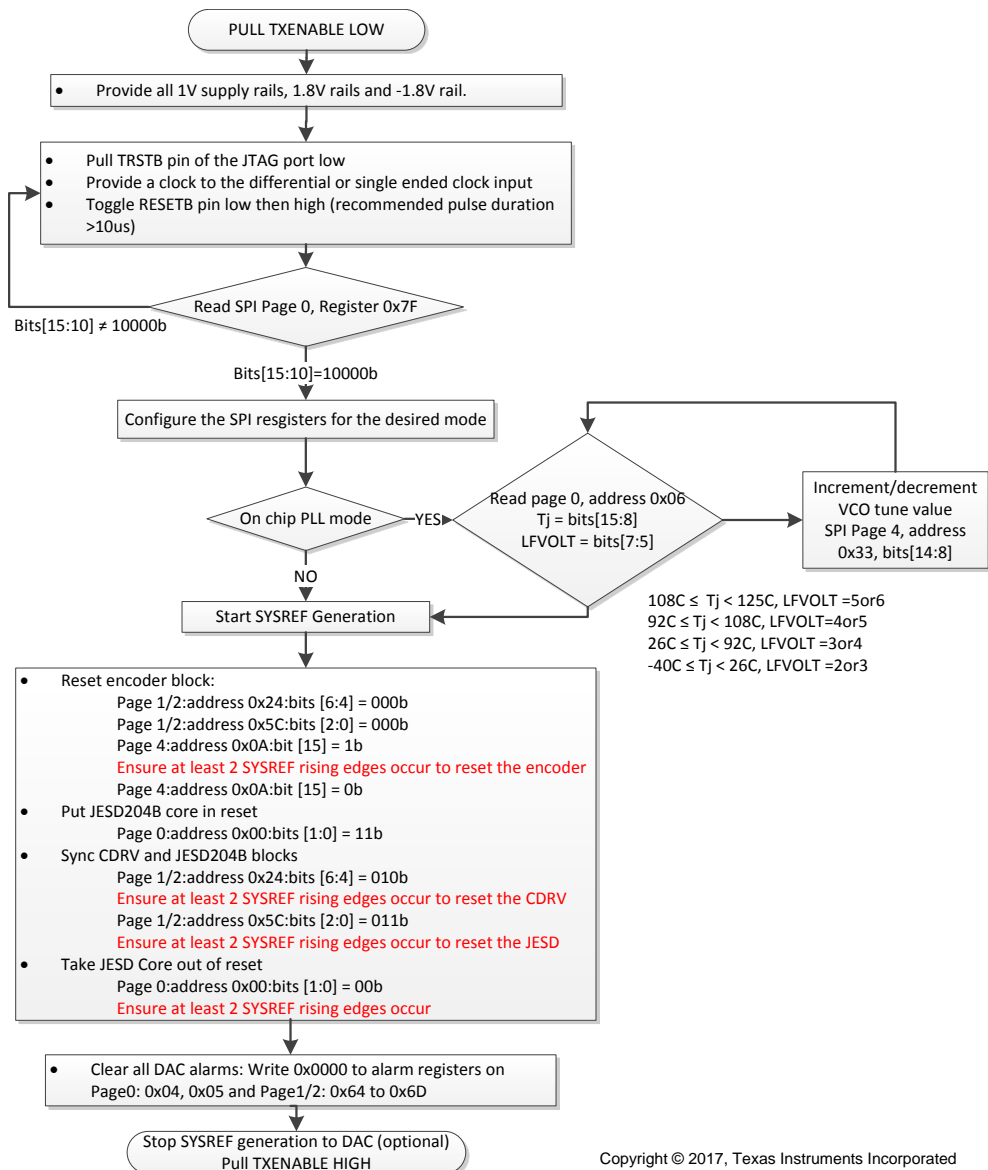 PULL TXENABLE LOW
• Provide all 1V supply rails, 1.8V rails and -1.8V rail.
• Pull TRSTB pin of the JTAG port low
• Provide a clock to the differential or single ended clock input
• Toggle RESETB pin low then high (recommended pulse duration
>10us)
Read SPI Page 0, Register 0x7F
Bits[15:10] ≠ 10000b
Bits[15:10]=10000b
Configure the SPI resgisters for the desired mode
On chip PLL mode
YES
Read page 0, address 0x06
Tj = bits[15:8]
LFVOLT = bits[7:5]
Increment/decrement
VCO tune value
SPI Page 4, address
0x33, bits[14:8]
NO
108C ≤ Tj < 125C, LFVOLT =5or6
92C ≤ Tj < 108C, LFVOLT=4or5
26C ≤ Tj < 92C, LFVOLT =3or4
-40C ≤ Tj < 26C, LFVOLT =2or3
Start SYSREF Generation
• Reset encoder block:
Page 1/2:address 0x24:bits [6:4] = 000b
Page 1/2:address 0x5C:bits [2:0] = 000b
Page 4:address 0x0A:bit [15] = 1b
Ensure at least 2 SYSREF rising edges occur to reset the encoder
Page 4:address 0x0A:bit [15] = 0b
• Put JESD204B core in reset
Page 0:address 0x00:bits [1:0] = 11b
• Sync CDRV and JESD204B blocks
Page 1/2:address 0x24:bits [6:4] = 010b
Ensure at least 2 SYSREF rising edges occur to reset the CDRV
Page 1/2:address 0x5C:bits [2:0] = 011b
Ensure at least 2 SYSREF rising edges occur to reset the JESD
• Take JESD Core out of reset
Page 0:address 0x00:bits [1:0] = 00b
Ensure at least 2 SYSREF rising edges occur
• Clear all DAC alarms: Write 0x0000 to alarm registers on
Page0: 0x04, 0x05 and Page1/2: 0x64 to 0x6D
Stop SYSREF generation to DAC (optional)
Pull TXENABLE HIGH
Copyright © 2017, Texas Instruments Incorporated